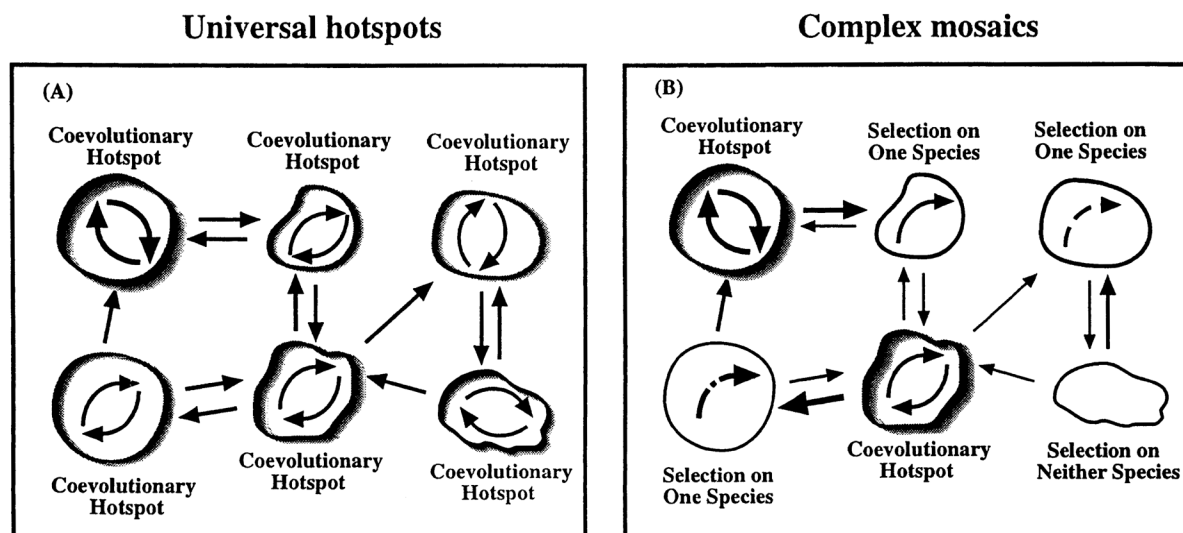 Universal hotspots
Complex mosaics
(A)
Coevolutionary
Hotspot
Coevolutionary
Hotspot
Coevolutionary
Hotspot
Coevolutionary
Hotspot
Coevolutionary
Hotspot
Coevolutionary
Hotspot
(B)
Coevolutionary
Hotspot
Selection on
One Species
Selection on
One Species
Selection on
One Species
Coevolutionary
Hotspot
Selection on
Neither Species